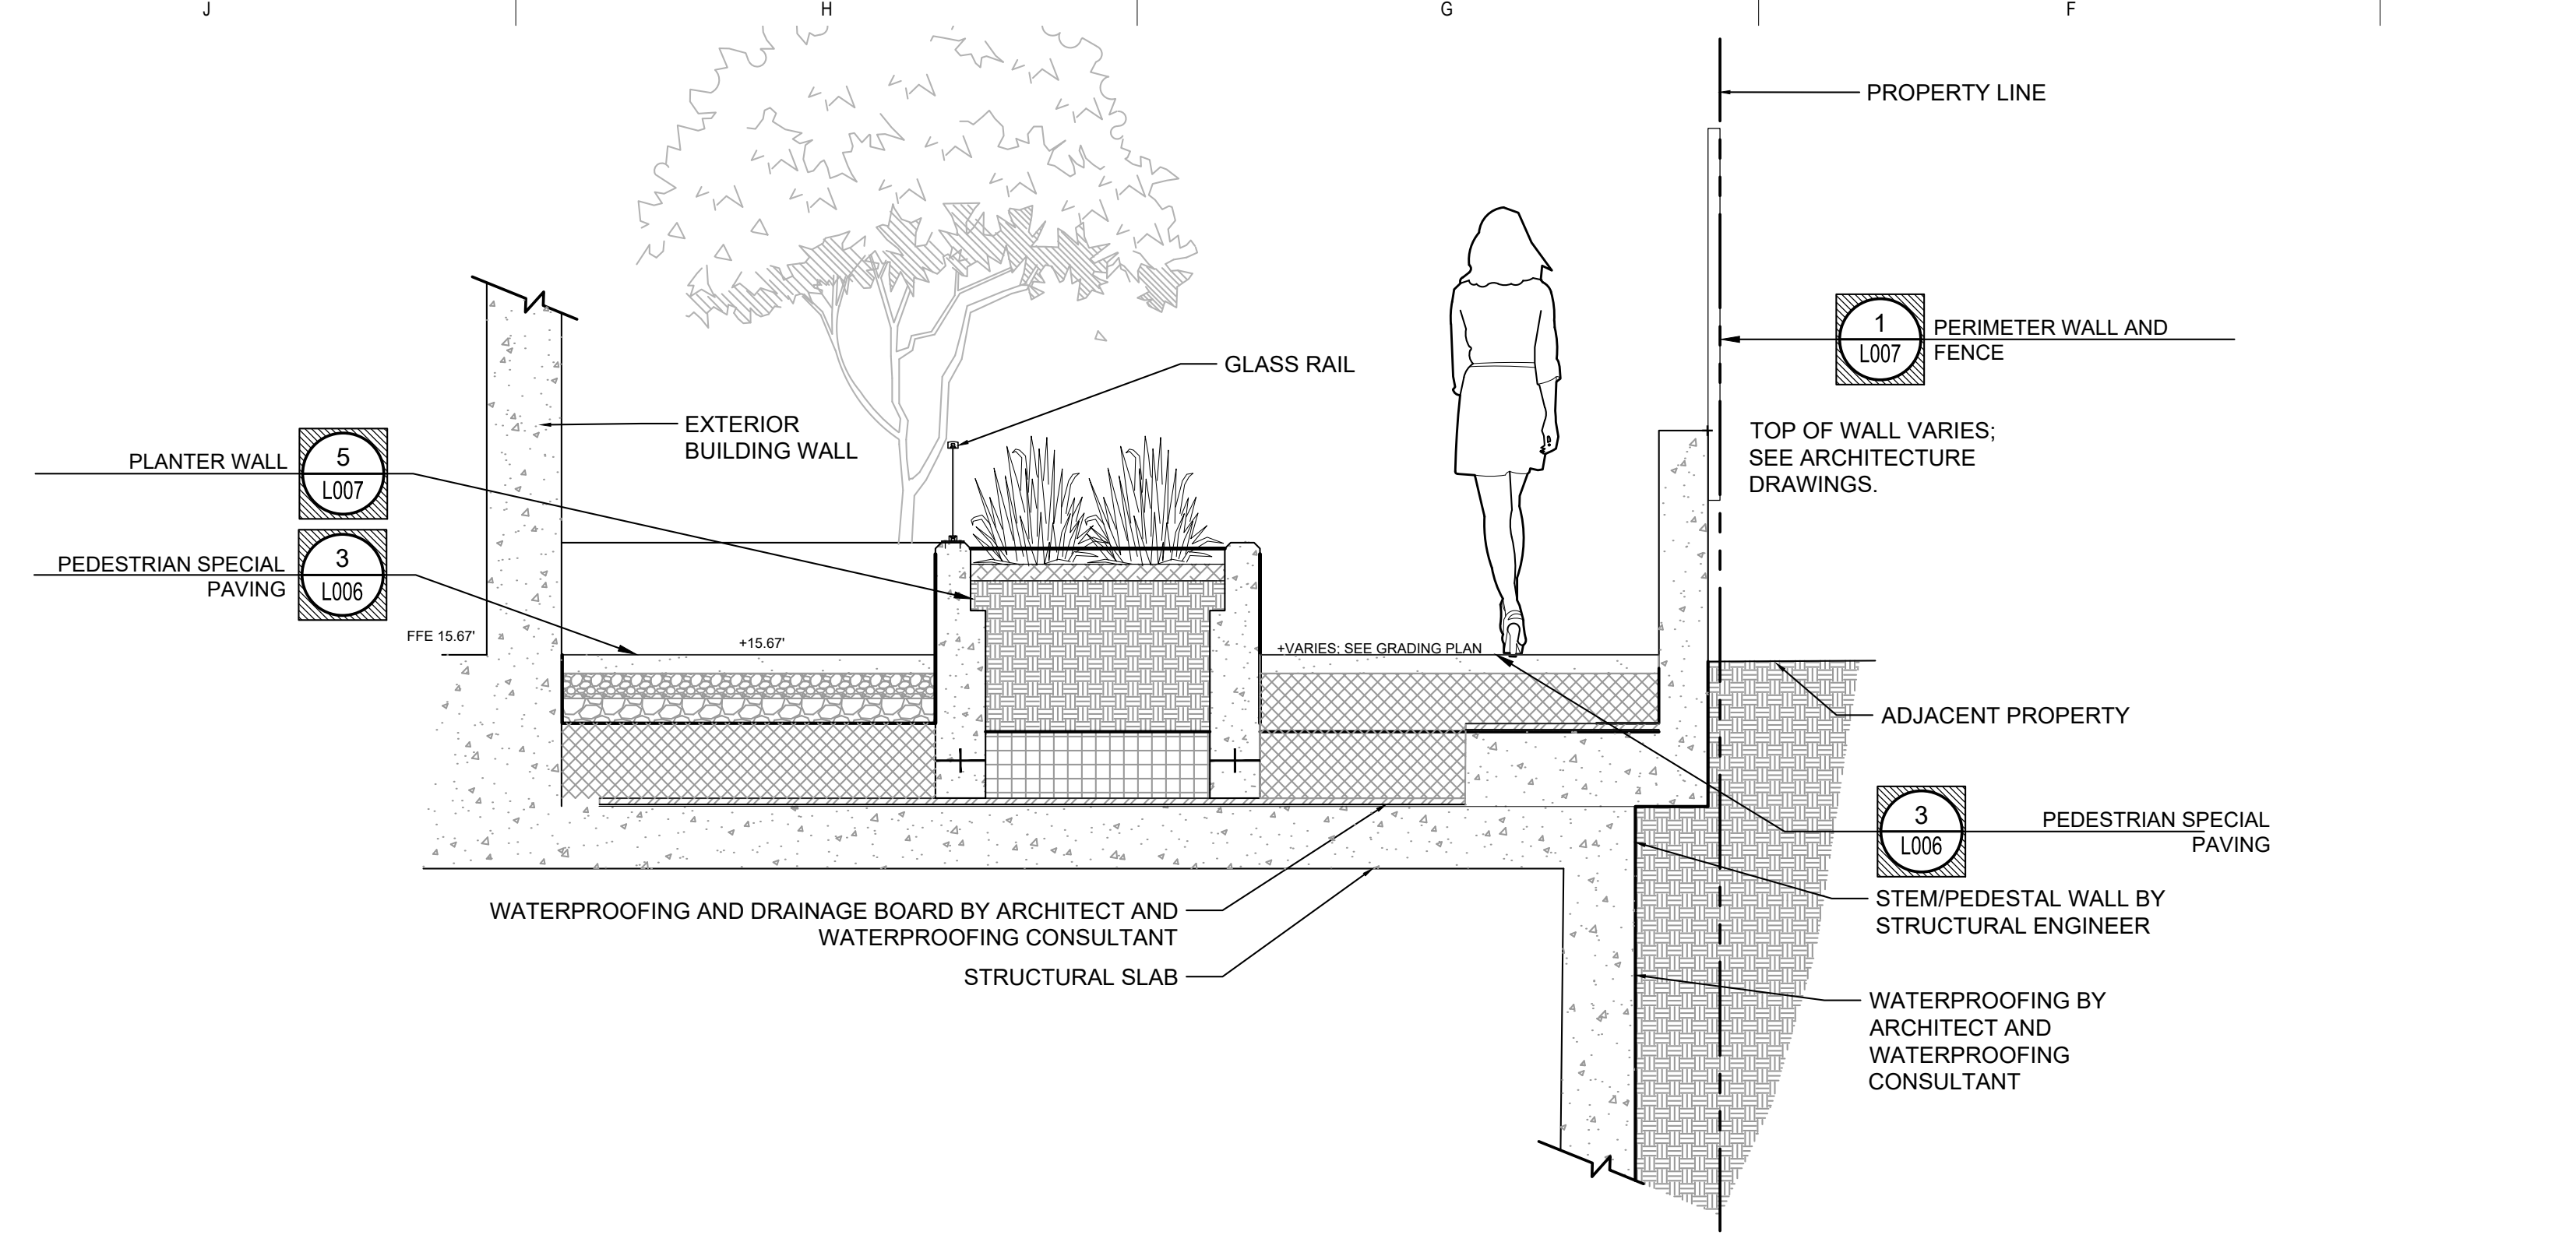 J
H
G
F
PROPERTY LINE
1
L007
PERIMETER WALL AND
FENCE
GLASS RAIL
EXTERIOR
BUILDING WALL
TOP OF WALL VARIES;
SEE ARCHITECTURE
DRAWINGS.
PLANTER WALL
5
L007
PEDESTRIAN SPECIAL
PAVING
3
L006
FFE 15.67'
+15.67'
+VARIES; SEE GRADING PLAN
ADJACENT PROPERTY
3
L006
PEDESTRIAN SPECIAL
PAVING
STEM/PEDESTAL WALL BY
STRUCTURAL ENGINEER
WATERPROOFING AND DRAINAGE BOARD BY ARCHITECT AND
WATERPROOFING CONSULTANT
STRUCTURAL SLAB
WATERPROOFING BY
ARCHITECT AND
WATERPROOFING
CONSULTANT